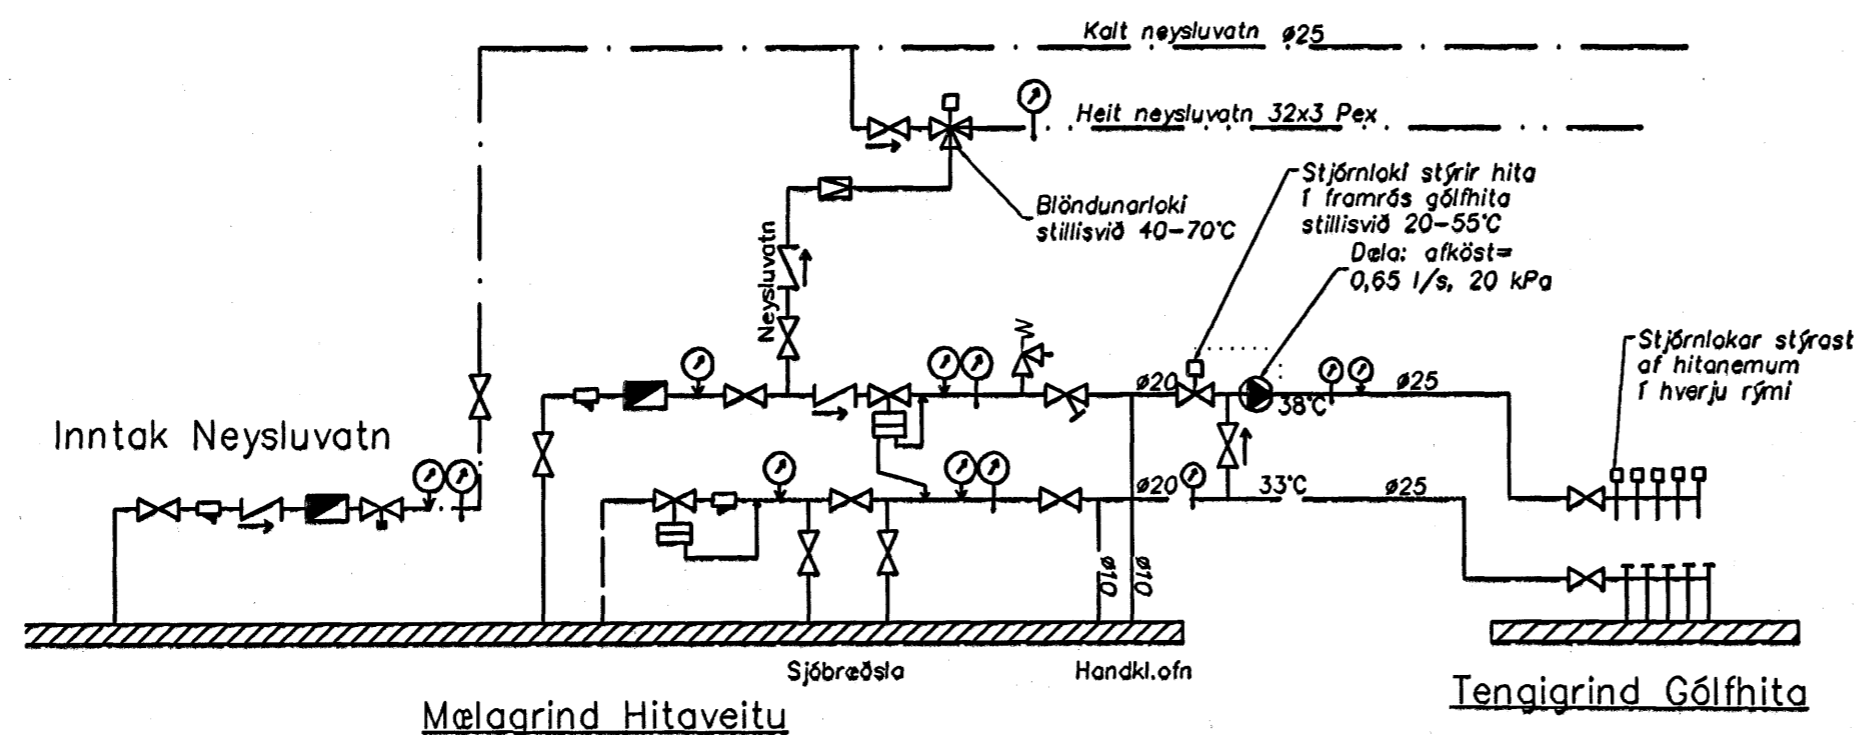 Kalt neysluvatn ø25
Heit neysluvatn 32x3 Pex
Stjórnloki stýrir hita
í framrás gólfhita
stillisvið 20-55°C
Blöndunarloki
stillisvið 40-70°C
Dæla: afköst=
0,65 l/s, 20 kPa
Neysluvatn
Stjórnlokar stýrast
af hitanemum
í hverju rými
ø20
38°C
ø25
Inntak Neysluvatn
ø20
33°C
ø25
ø10
ø10
Sjóbræðsla
Handkl.ofn
Tengigrind Gólfhita
Mælagrind Hitaveitu